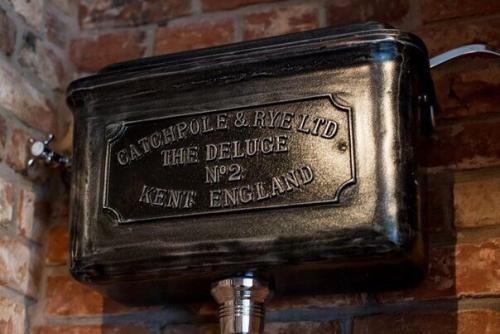 CATCHPOLE & RYE LTD
THE DELUGE
Nº2
KENT ENGLAND